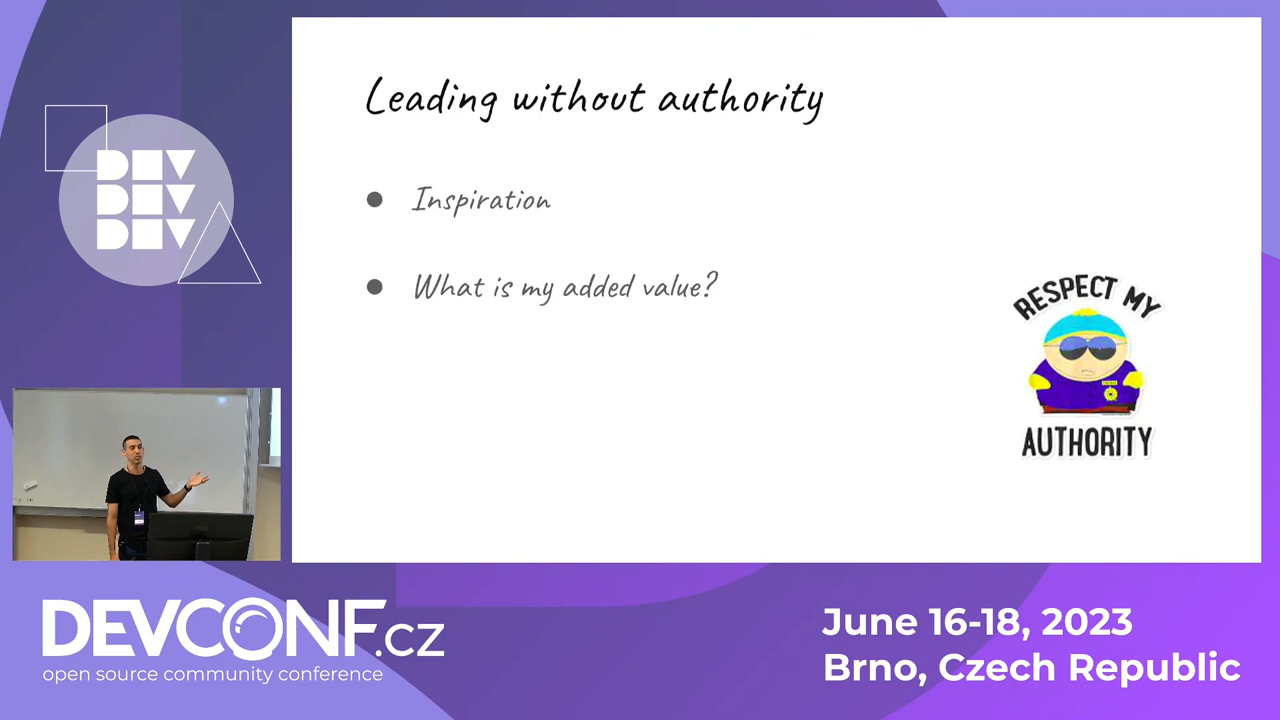 DEV
DEV
DEV
Leading without authority
Inspiration
What is my added value?
RESPECT MY
AUTHORITY
DEVCONF.cz
open source community conference
June 16-18, 2023
Brno, Czech Republic